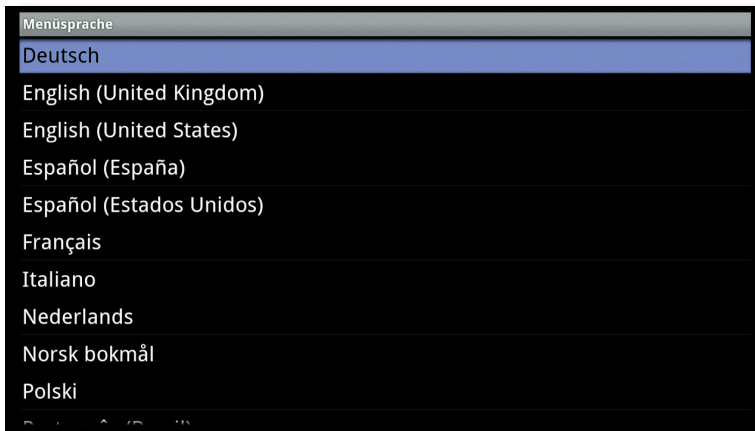 Menüsprache
Deutsch
English (United Kingdom)
English (United States)
Español (España)
Español (Estados Unidos)
Français
Italiano
Nederlands
Norsk bokmål
Polski